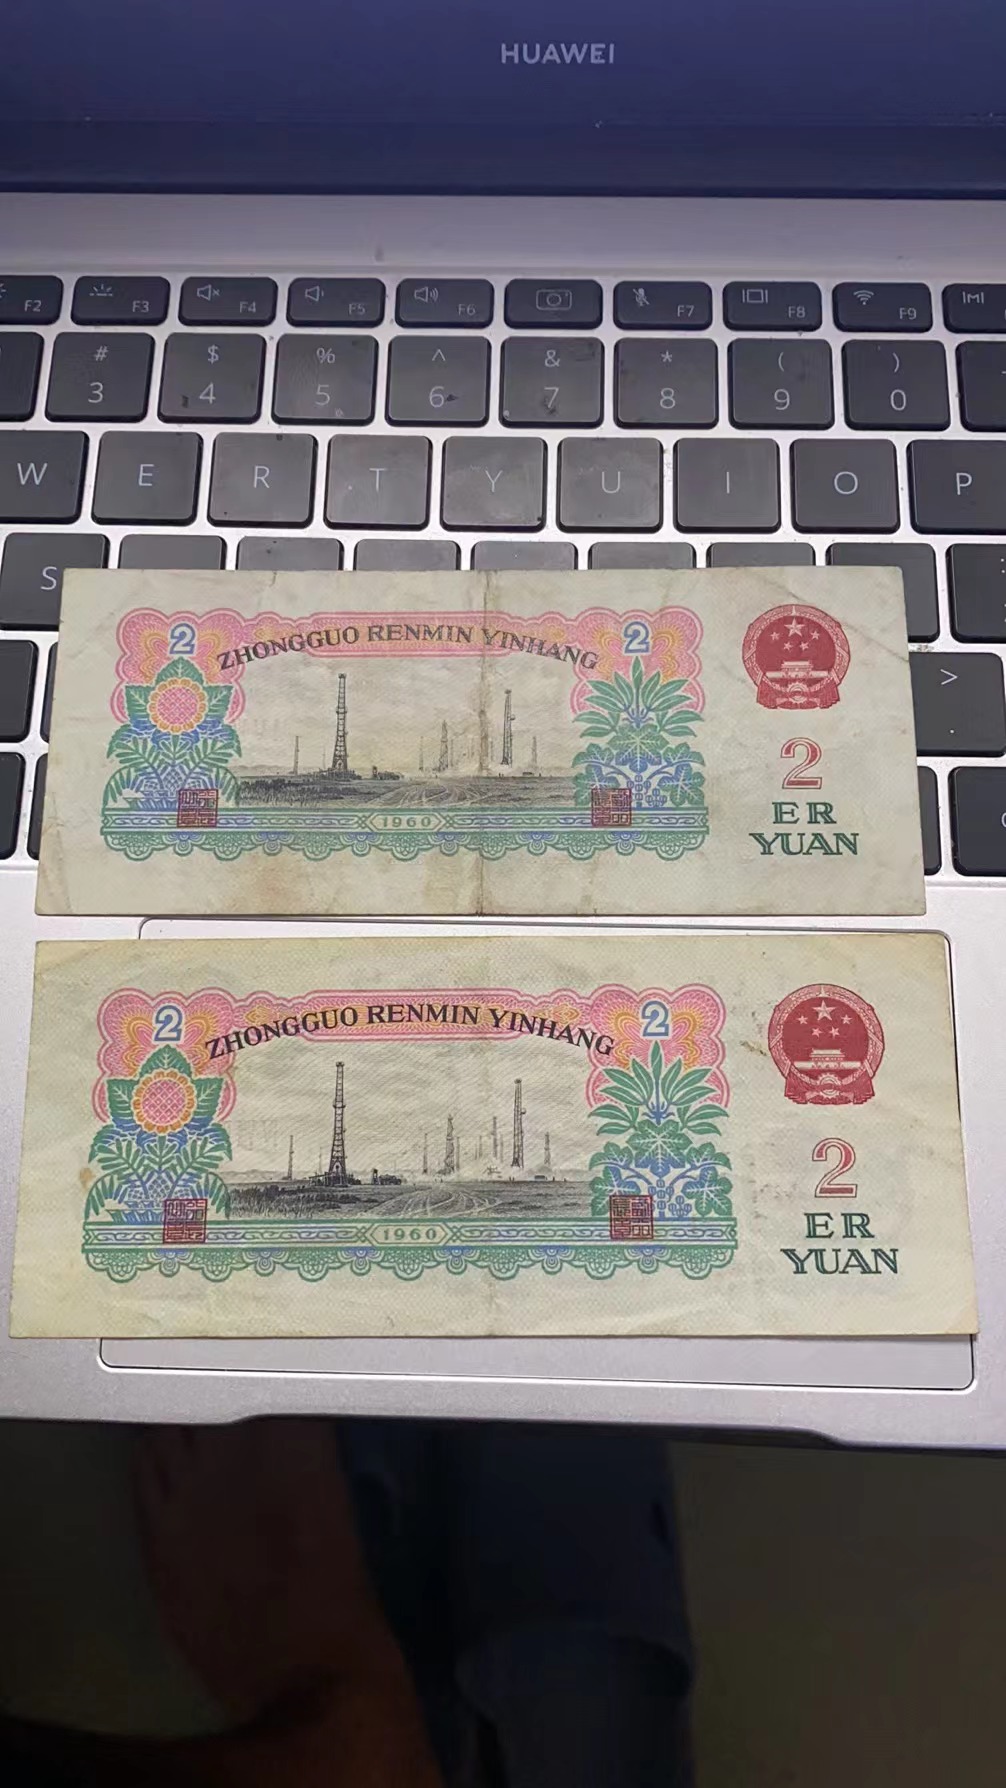 HUAWEI
F2 F3 F4 F5 F6 F7 F8 F9
# $ % ^ & * ( )
3 4 5 6 7 8 9 0
W E R T Y U I O P
S
>
2 ZHONGGUO RENMIN YINHANG 2
2
ER
1960
YUAN
2 ZHONGGUO RENMIN YINHANG 2
2
ER
1960
YUAN